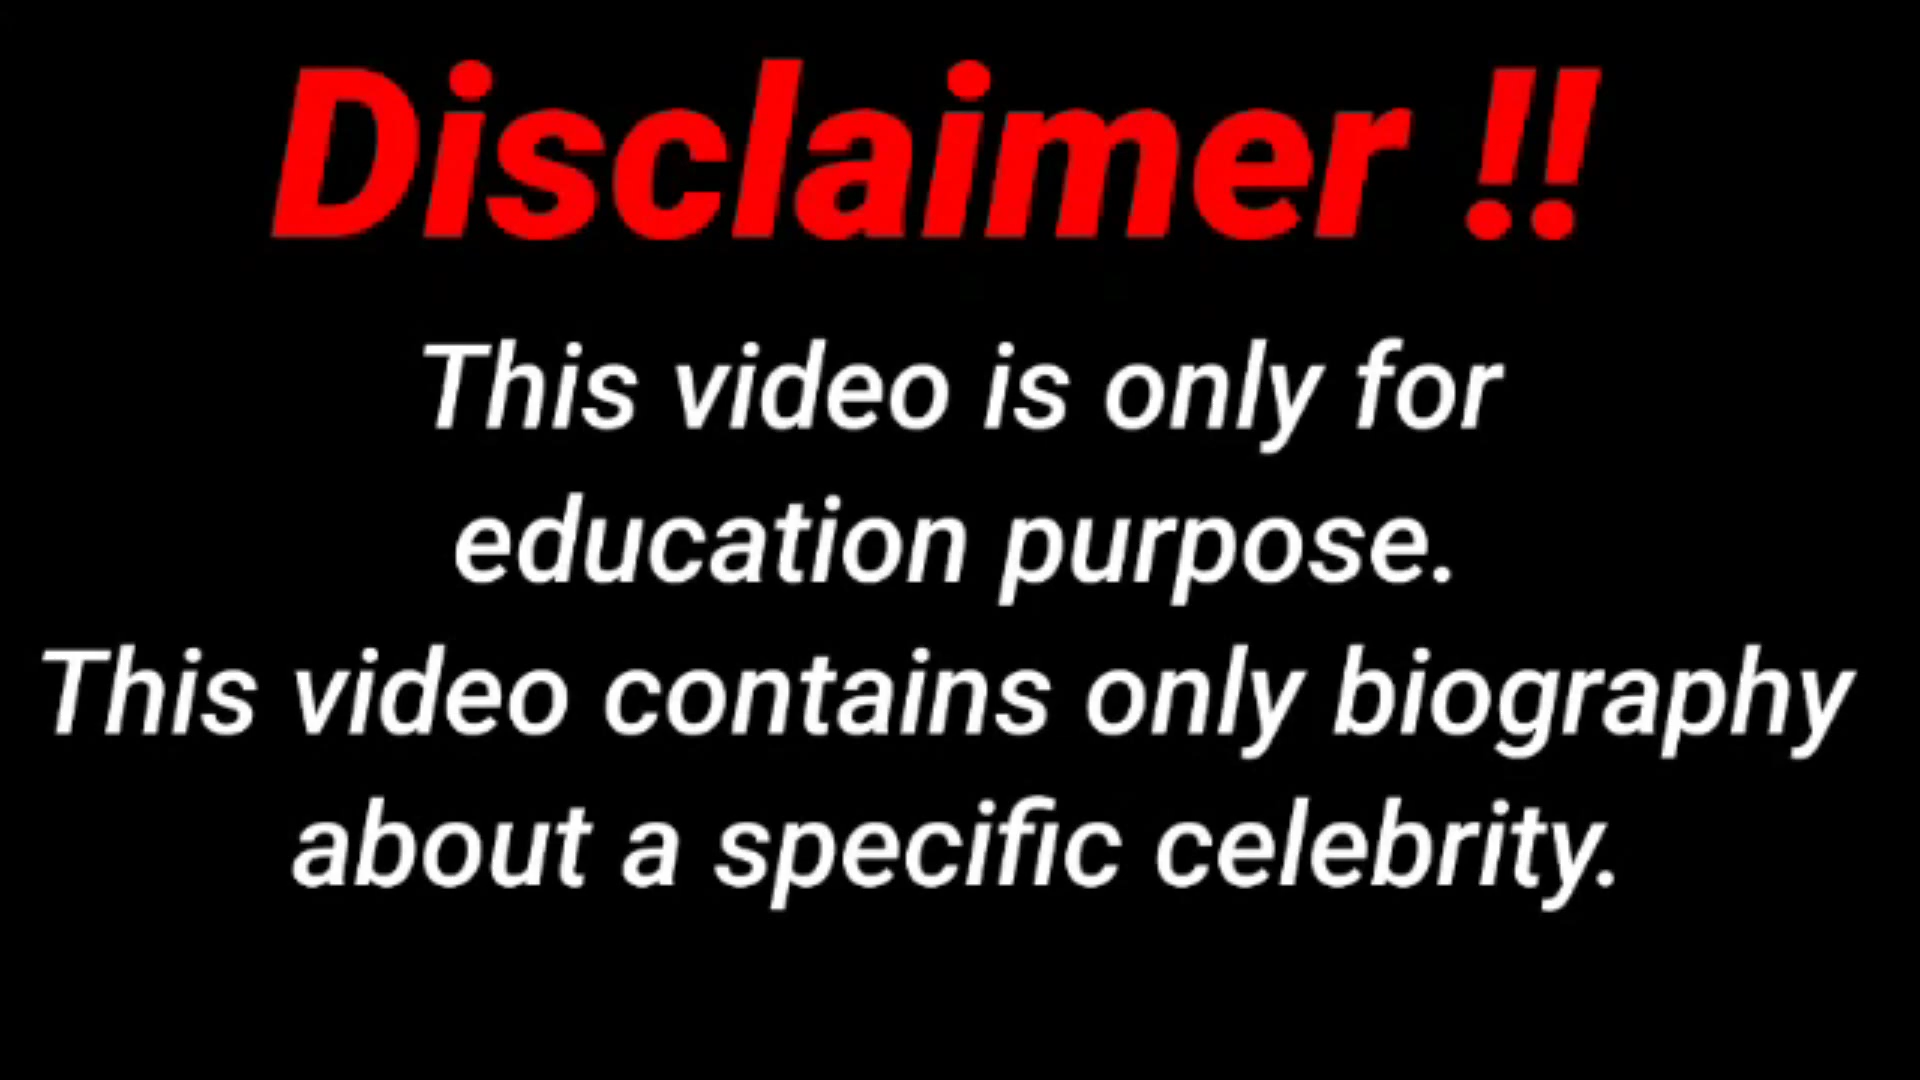 Disclaimer !!
This video is only for
education purpose.
This video contains only biography
about a specific celebrity.